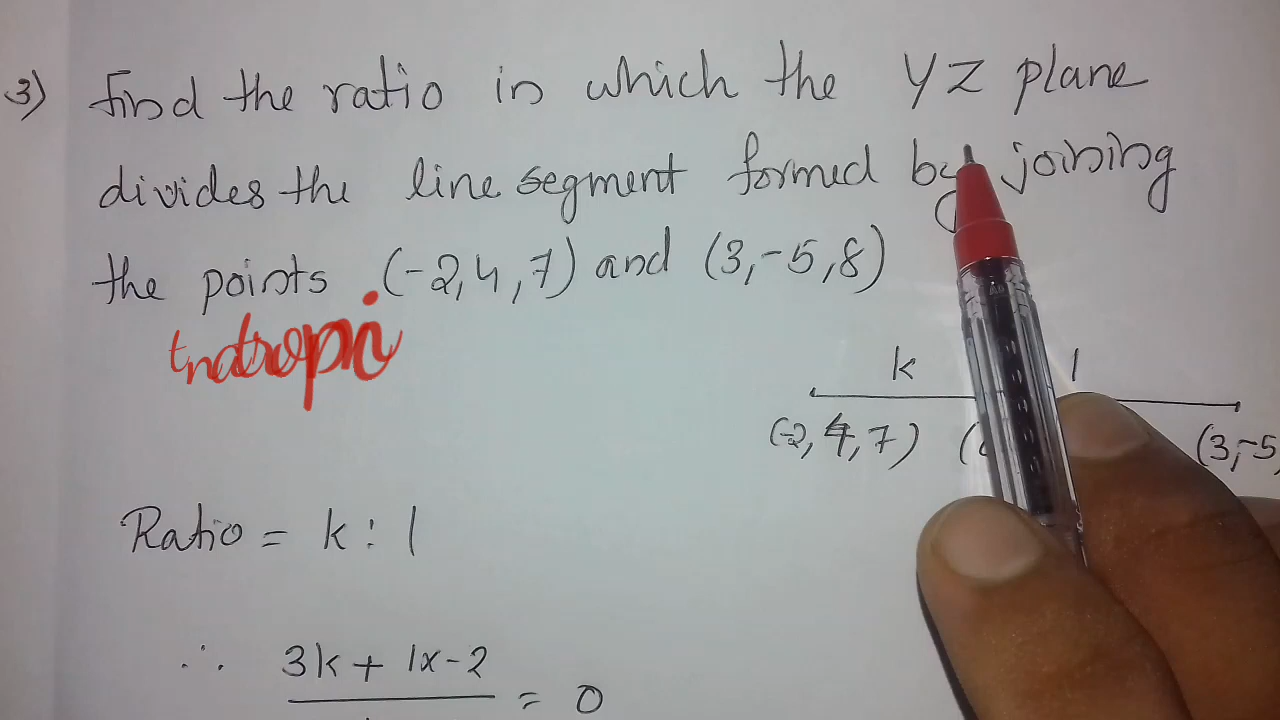 3) Find the ratio in which the YZ plane
divides the line segment formed by joining
the points (-2,4,7) and (3,-5,8)
k 1
(-2,4,7) ( (3,-5
Ratio = k : 1
∴ 3k + 1x-2 = 0